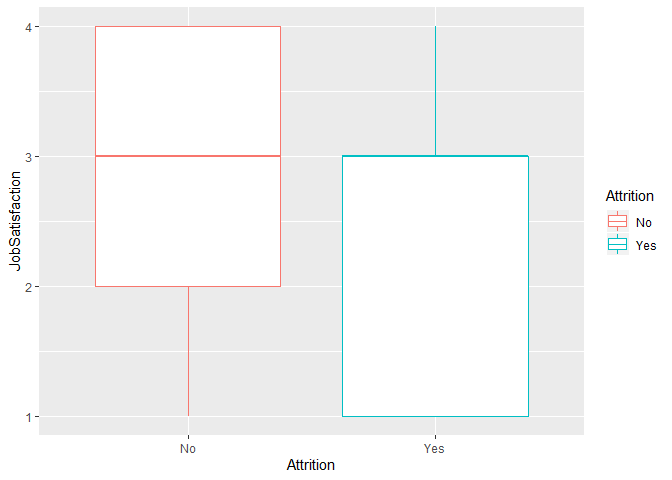 4
3
2
1
JobSatisfaction
No
Yes
Attrition
Attrition
No
Yes